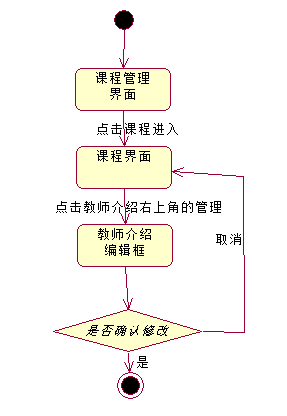 课程管理
界面
点击课程进入
课程界面
点击教师介绍右上角的管理
教师介绍
编辑框
取消
是否确认修改
是